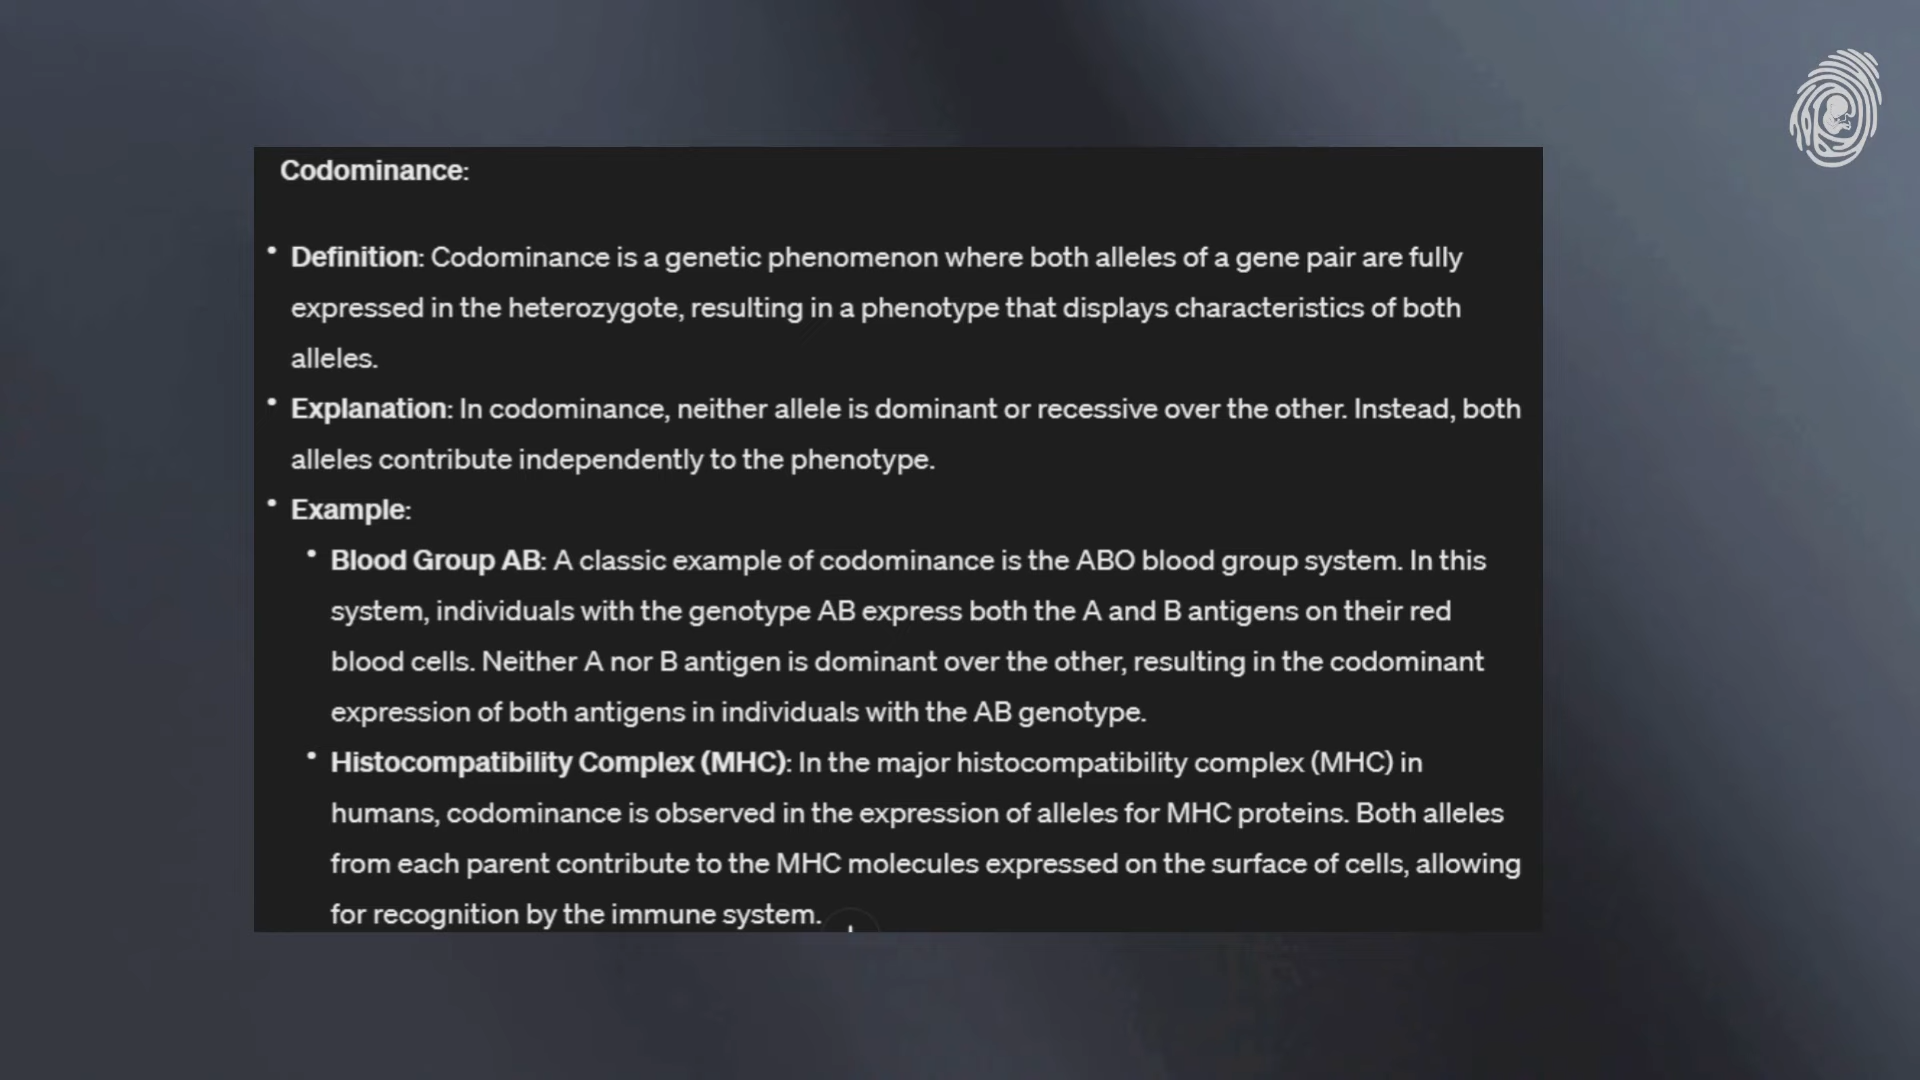 Codominance:
• Definition: Codominance is a genetic phenomenon where both alleles of a gene pair are fully
expressed in the heterozygote, resulting in a phenotype that displays characteristics of both
alleles.
• Explanation: In codominance, neither allele is dominant or recessive over the other. Instead, both
alleles contribute independently to the phenotype.
• Example:
• Blood Group AB: A classic example of codominance is the ABO blood group system. In this
system, individuals with the genotype AB express both the A and B antigens on their red
blood cells. Neither A nor B antigen is dominant over the other, resulting in the codominant
expression of both antigens in individuals with the AB genotype.
• Histocompatibility Complex (MHC): In the major histocompatibility complex (MHC) in
humans, codominance is observed in the expression of alleles for MHC proteins. Both alleles
from each parent contribute to the MHC molecules expressed on the surface of cells, allowing
for recognition by the immune system.